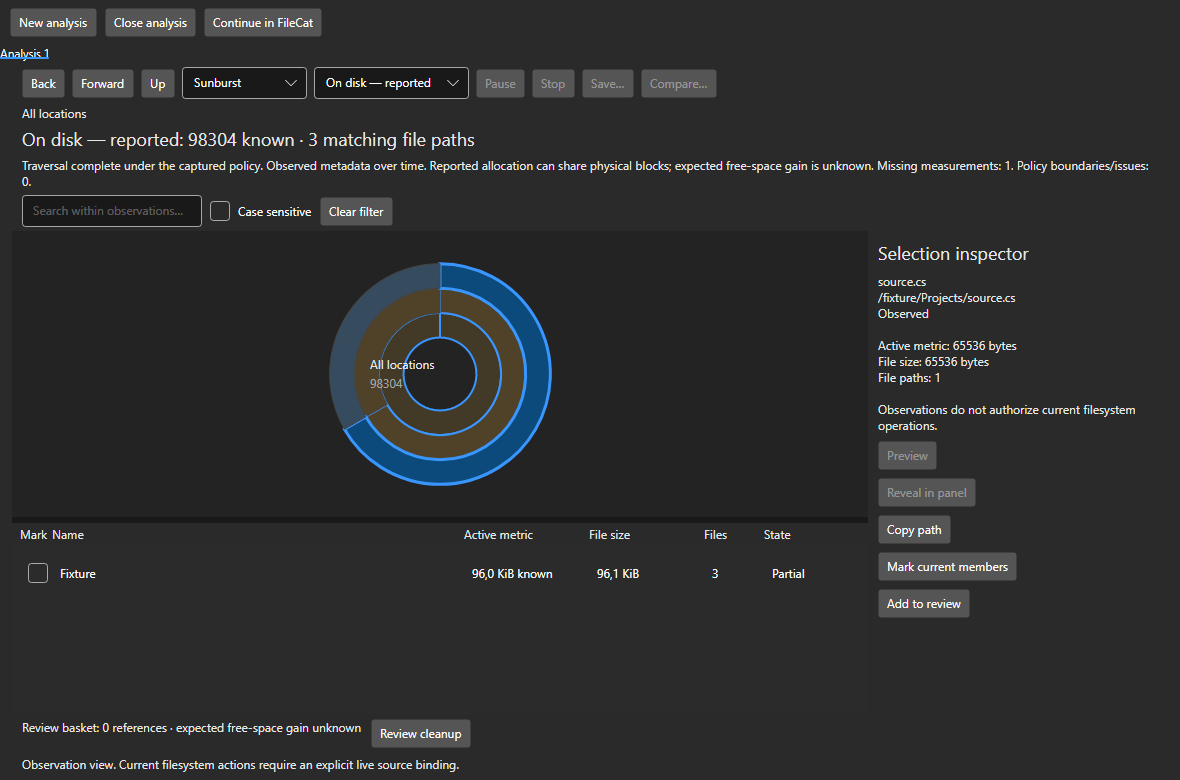 New analysis Close analysis Continue in FileCat
Analysis 1
Back Forward Up Sunburst On disk — reported Pause Stop Save... Compare...
All locations
On disk — reported: 98304 known · 3 matching file paths
Traversal complete under the captured policy. Observed metadata over time. Reported allocation can share physical blocks; expected free-space gain is unknown. Missing measurements: 1. Policy boundaries/issues:
0.
Search within observations... Case sensitive Clear filter
All locations
98304
Mark Name Active metric File size Files State
Fixture 96,0 KiB known 96,1 KiB 3 Partial
Selection inspector
source.cs
/fixture/Projects/source.cs
Observed
Active metric: 65536 bytes
File size: 65536 bytes
File paths: 1
Observations do not authorize current filesystem
operations.
Preview
Reveal in panel
Copy path
Mark current members
Add to review
Review basket: 0 references · expected free-space gain unknown Review cleanup
Observation view. Current filesystem actions require an explicit live source binding.